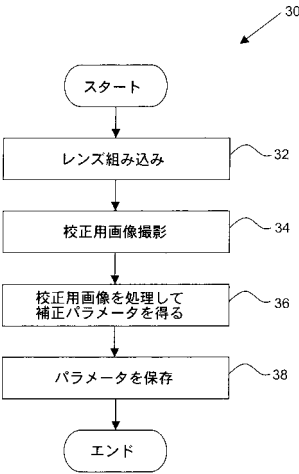 30
スタート
レンズ組み込み
32
校正用画像撮影
34
校正用画像を処理して
補正パラメータを得る
36
パラメータを保存
38
エンド